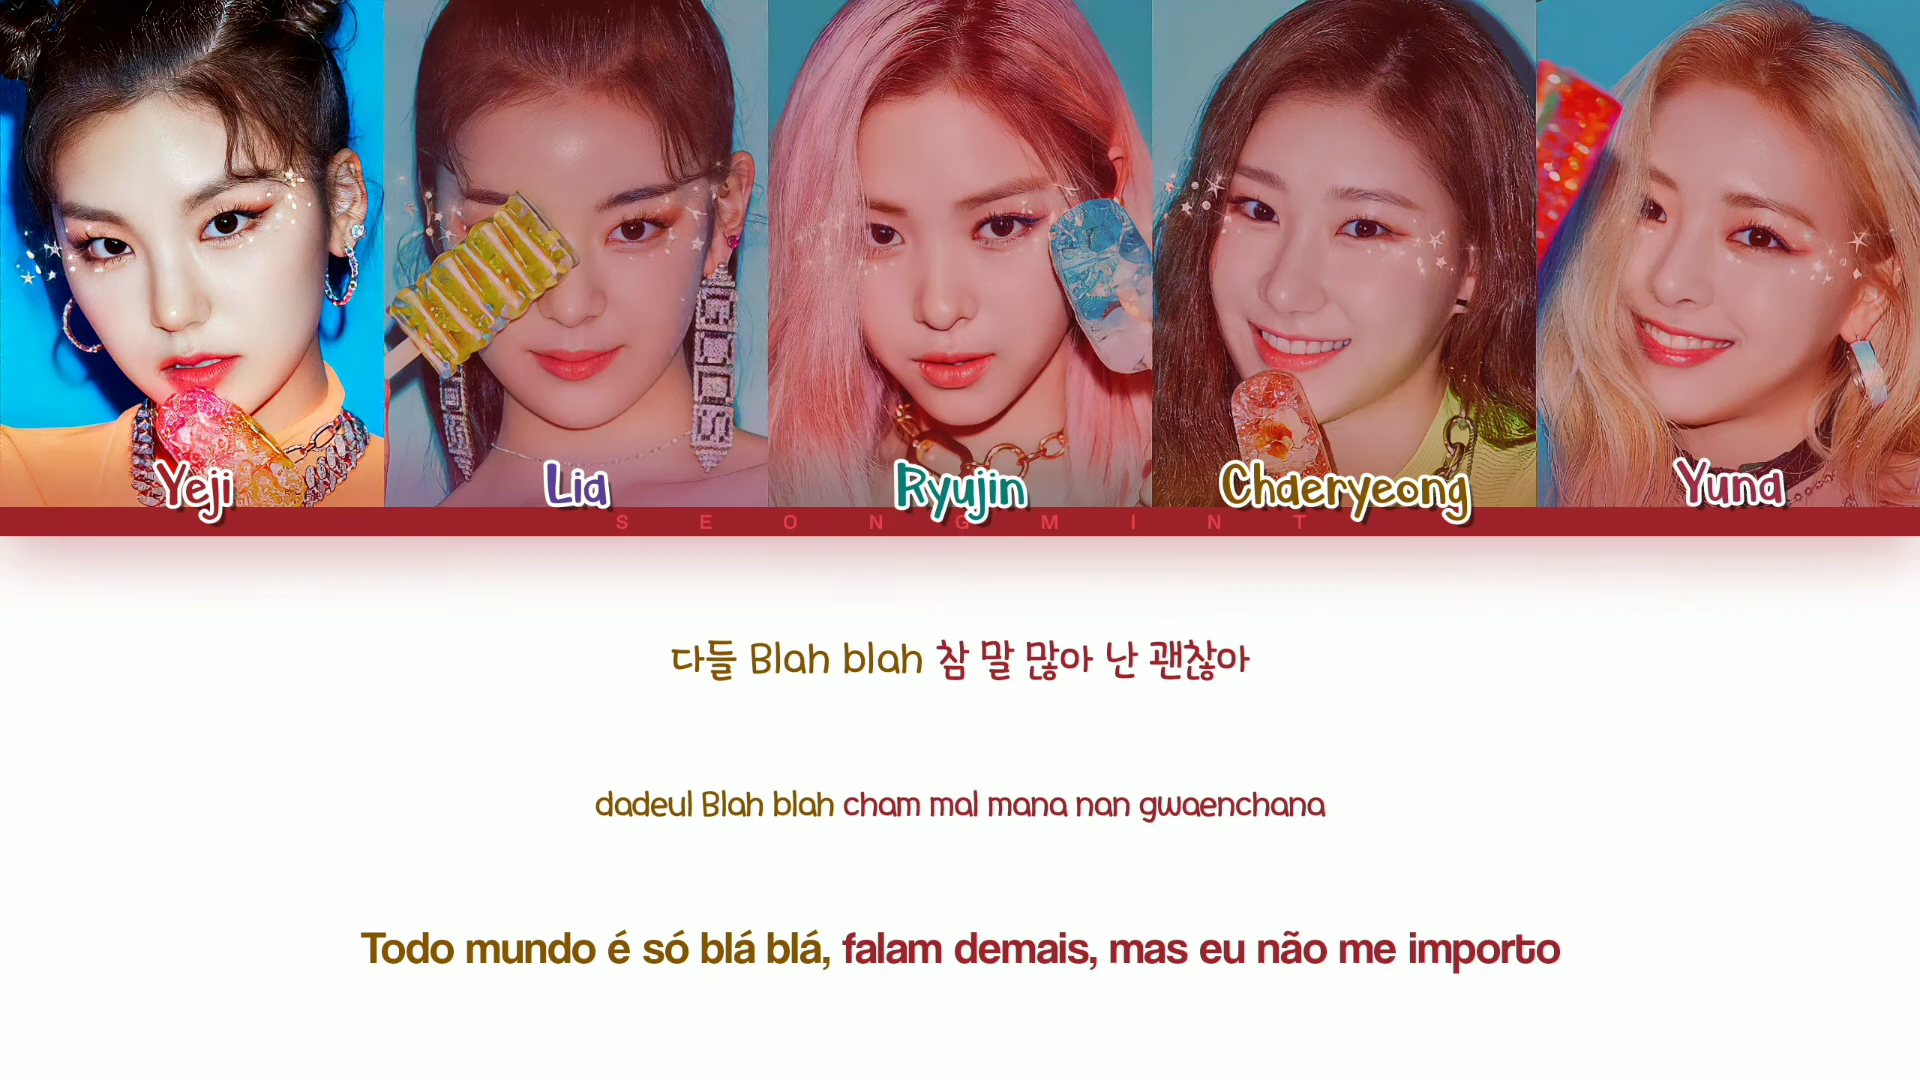 Yeji Lia Ryujin Chaeryeong Yuna
SEONGMINT
다들 Blah blah 참 말 많아 난 괜찮아
dadeul Blah blah cham mal mana nan gwaenchana
Todo mundo é só blá blá, falam demais, mas eu não me importo